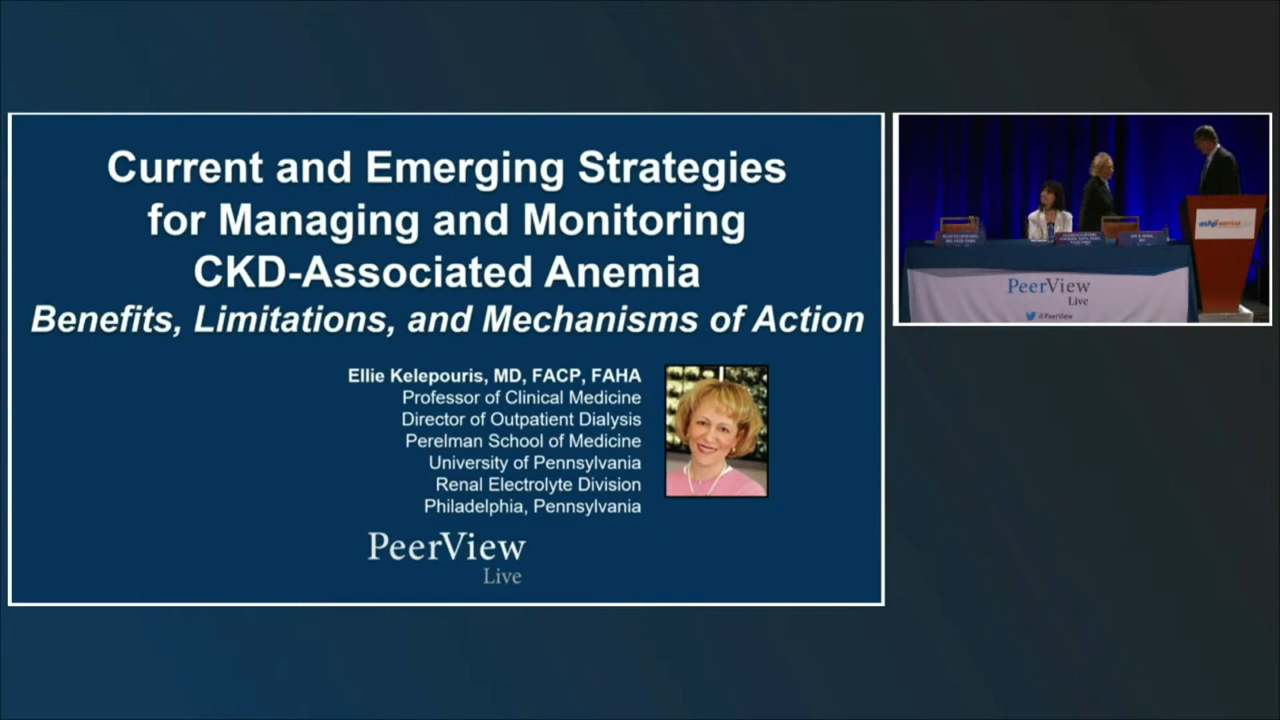 Current and Emerging Strategies
for Managing and Monitoring
CKD-Associated Anemia
Benefits, Limitations, and Mechanisms of Action
Ellie Kelepouris, MD, FACP, FAHA
Professor of Clinical Medicine
Director of Outpatient Dialysis
Perelman School of Medicine
University of Pennsylvania
Renal Electrolyte Division
Philadelphia, Pennsylvania
PeerView
Live
PeerView
Live
@PeerView